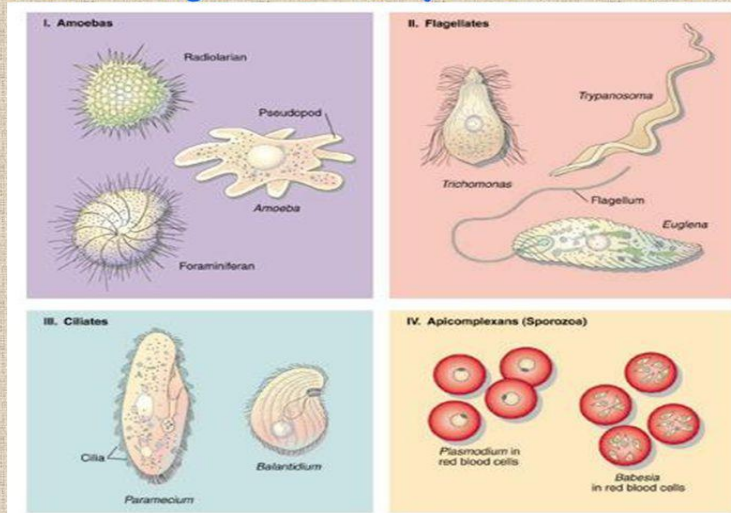 I. Amoebas
Radiolarian
Pseudopod
Amoeba
Foraminiferan
II. Flagellates
Trypanosoma
Trichomonas
Flagellum
Euglena
III. Ciliates
Cilia
Balantidium
Paramecium
IV. Apicomplexans (Sporozoa)
Plasmodium in
red blood cells
Babesia
in red blood cells